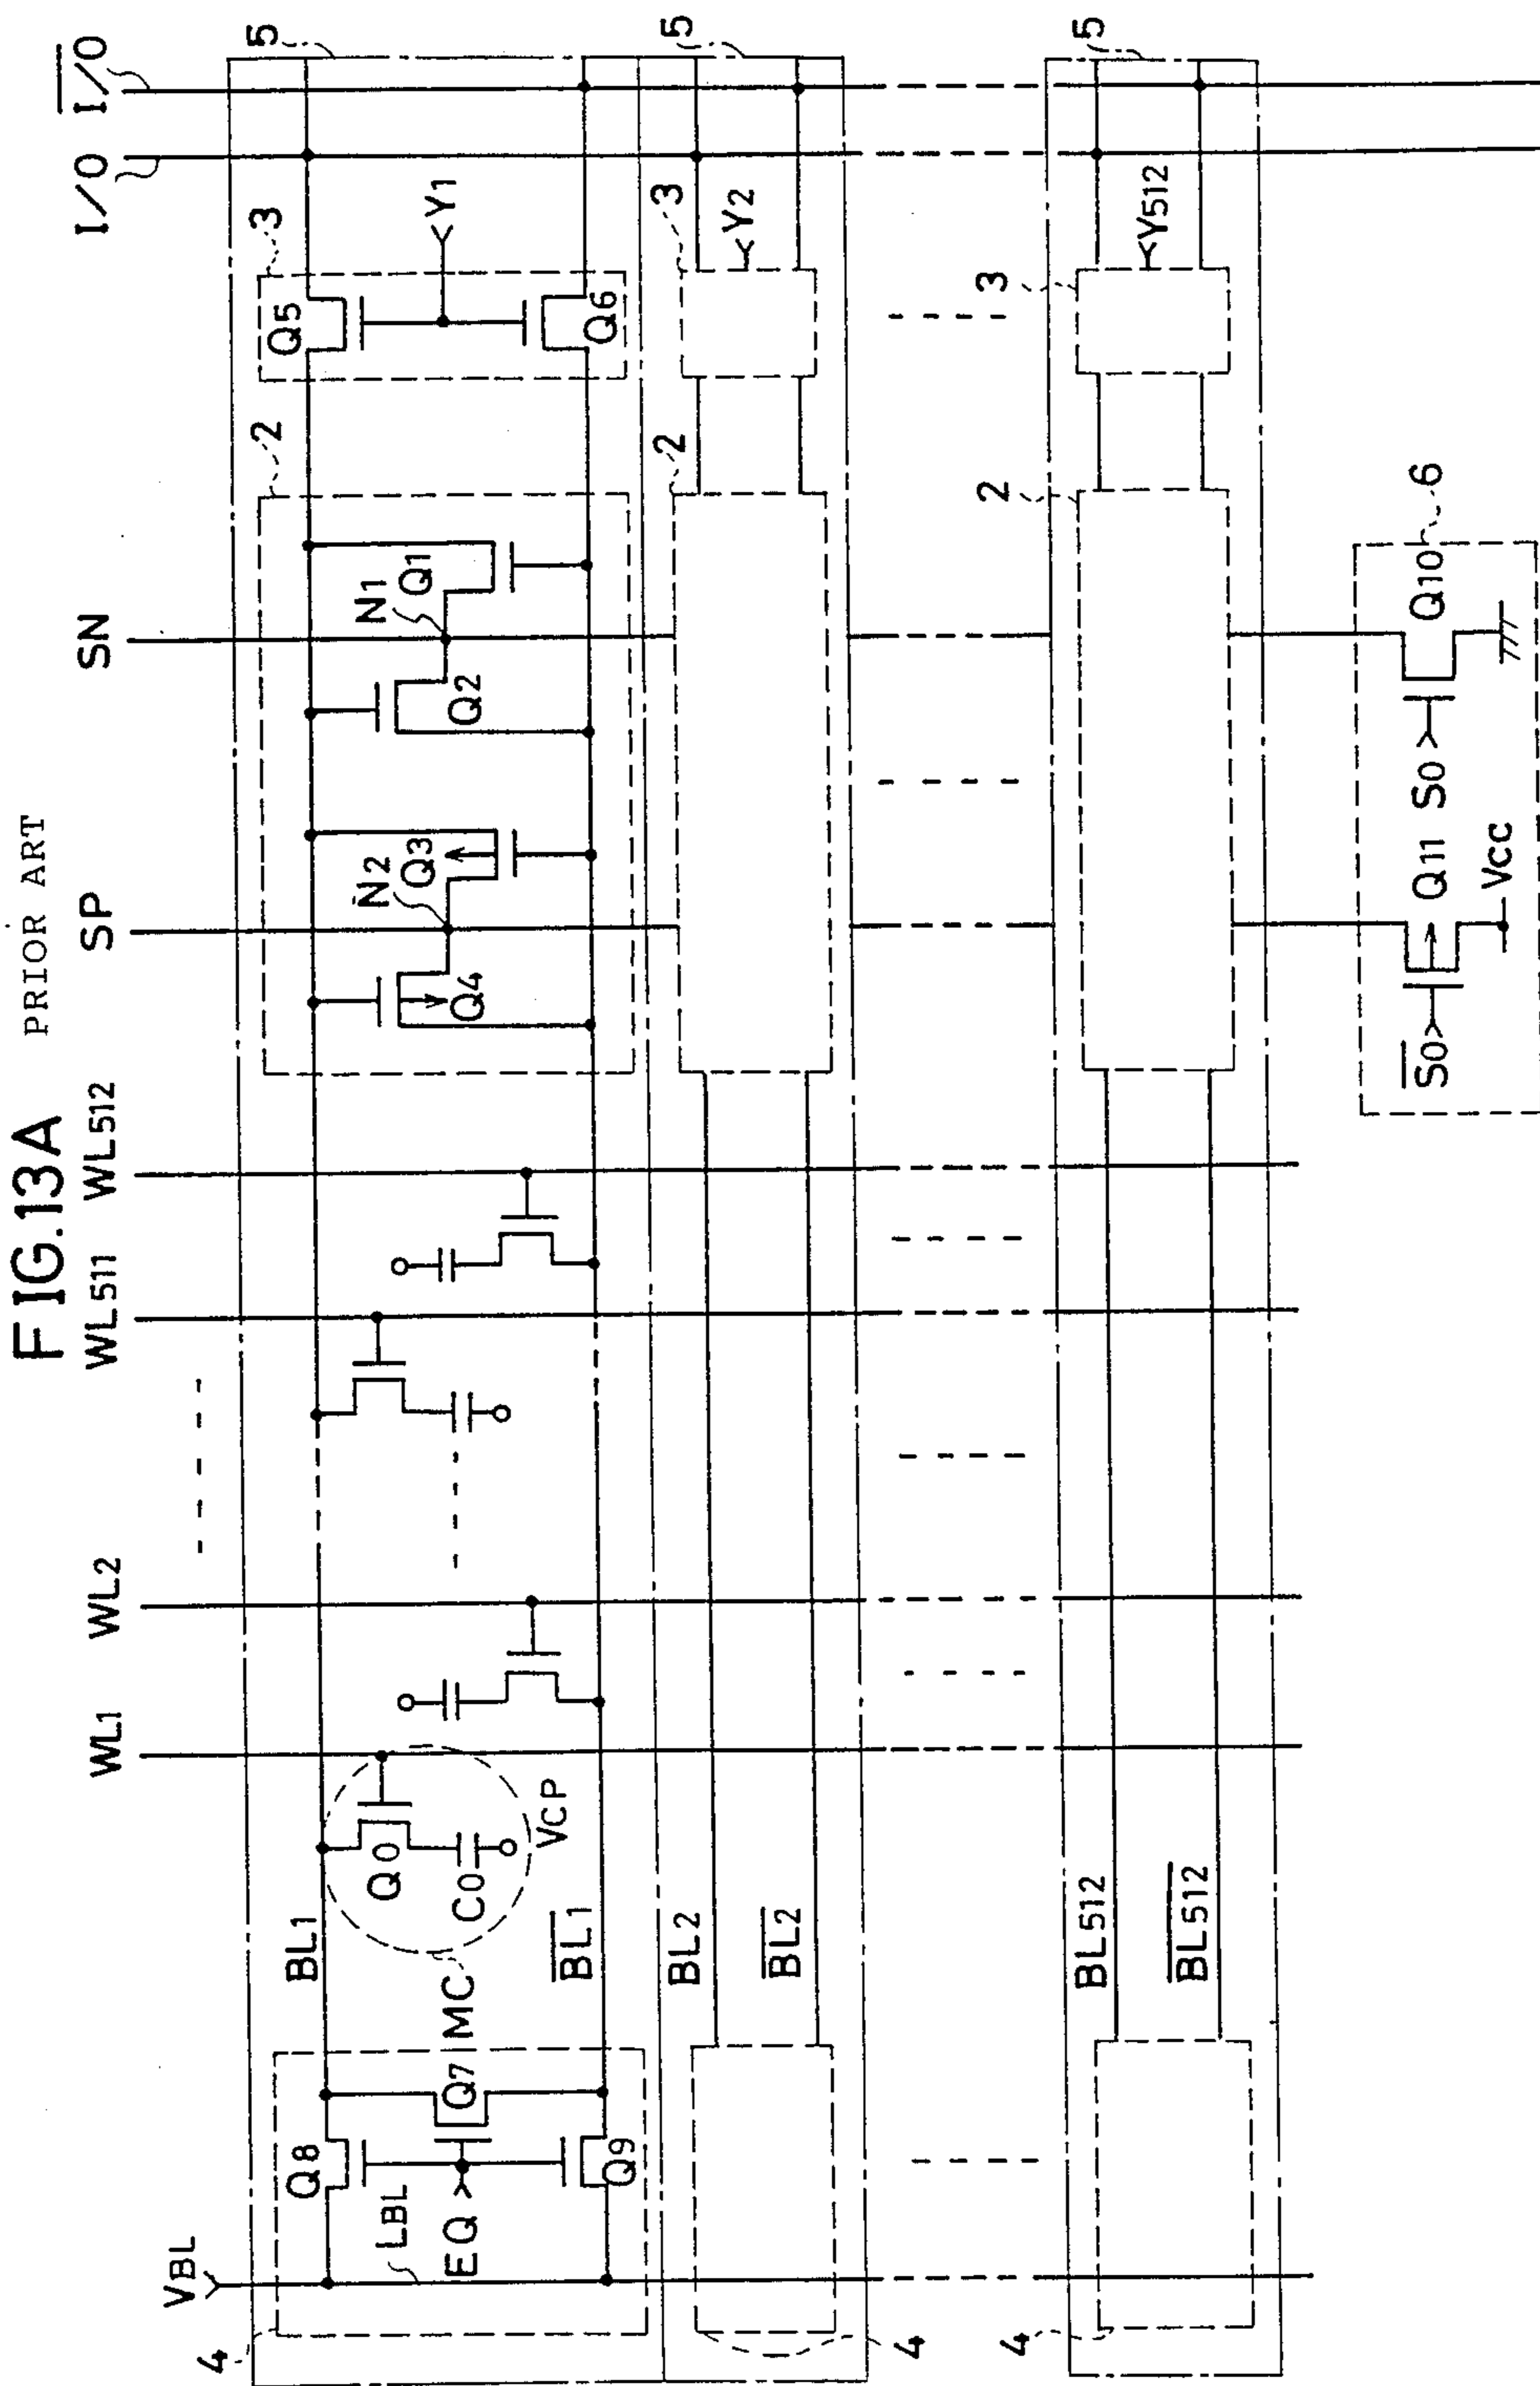 FIG.13A PRIOR ART
VBL
WL1
WL2
WL511
WL512
SP
SN
I/O
I/O
4
LBL
EQ
Q8
Q7
Q9
BL1
BL1
MC
Q0
C0
VCP
Q4
N2
Q3
Q2
N1
Q1
2
Q5
Q6
3
Y1
5
4
BL2
BL2
2
3
Y2
5
4
BL512
BL512
2
3
Y512
5
S0
Q11
Vcc
S0
Q10
6